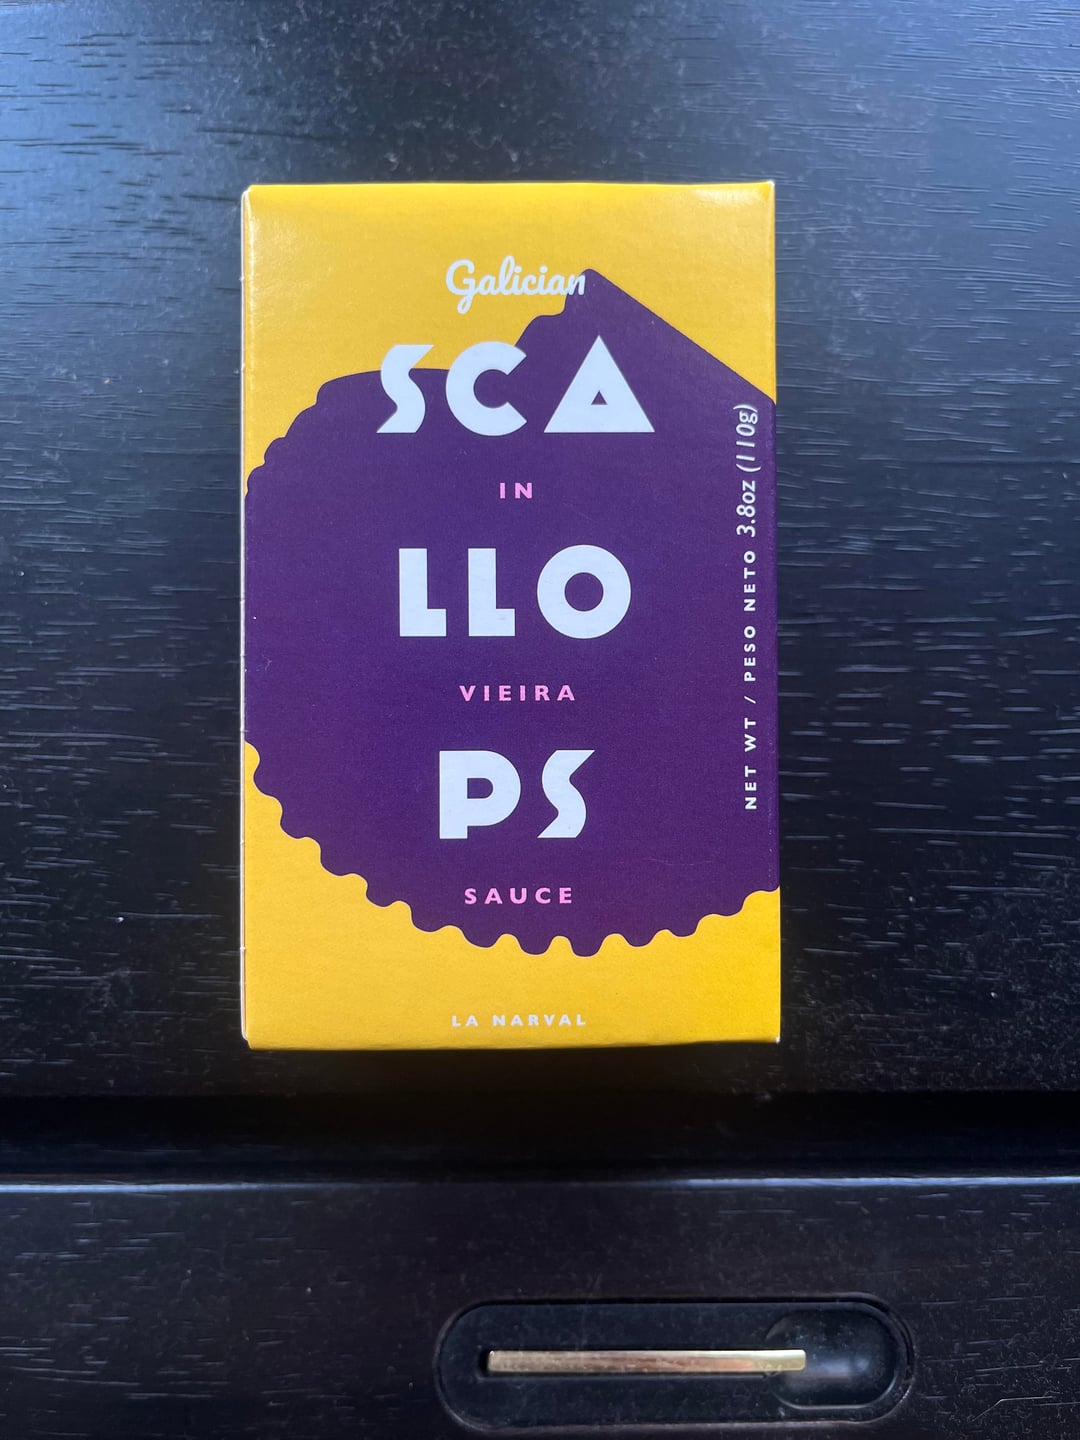 Galician
SCA
IN
LLO
VIEIRA
PS
SAUCE
LA NARVAL
NET WT / PESO NETO 3.8oz (110g)